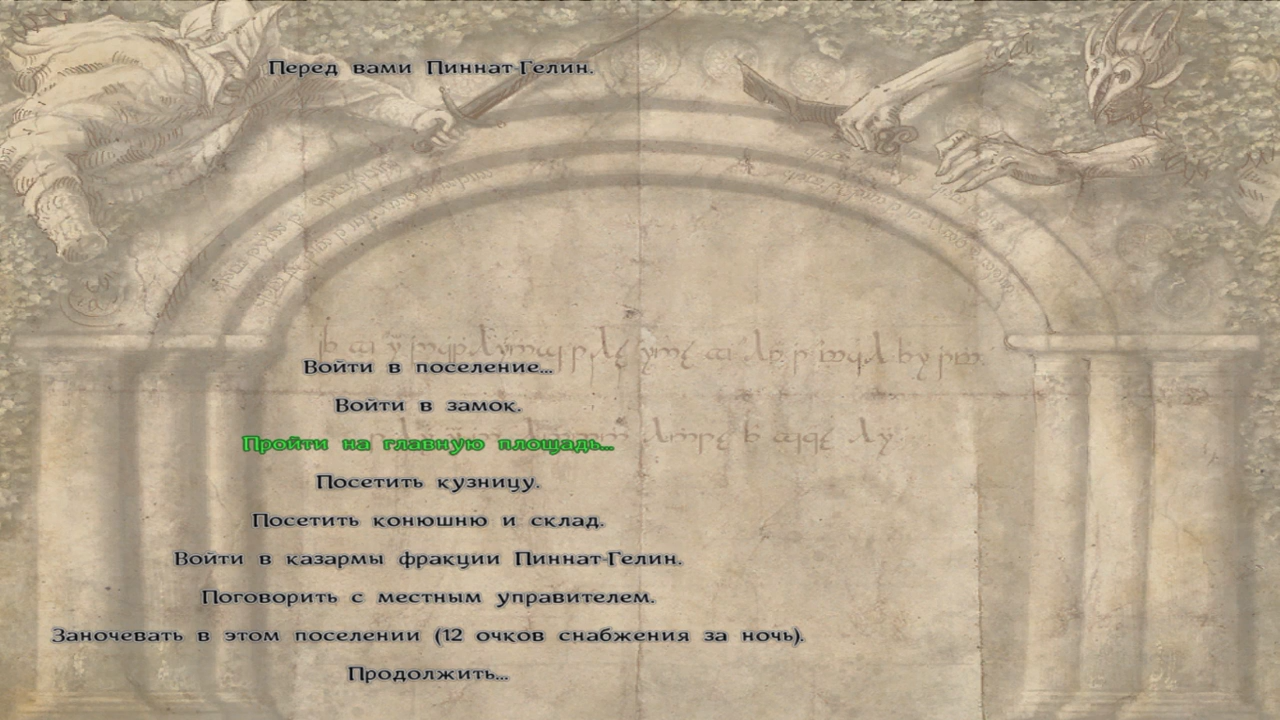 Перед вами Пиннат-Гелин.
Войти в поселение...
Войти в замок.
Пройти на главную площадь...
Посетить кузницу.
Посетить конюшню и склад.
Войти в казармы фракции Пиннат-Гелин.
Поговорить с местным управителем.
Заночевать в этом поселении (12 очков снабжения за ночь).
Продолжить...